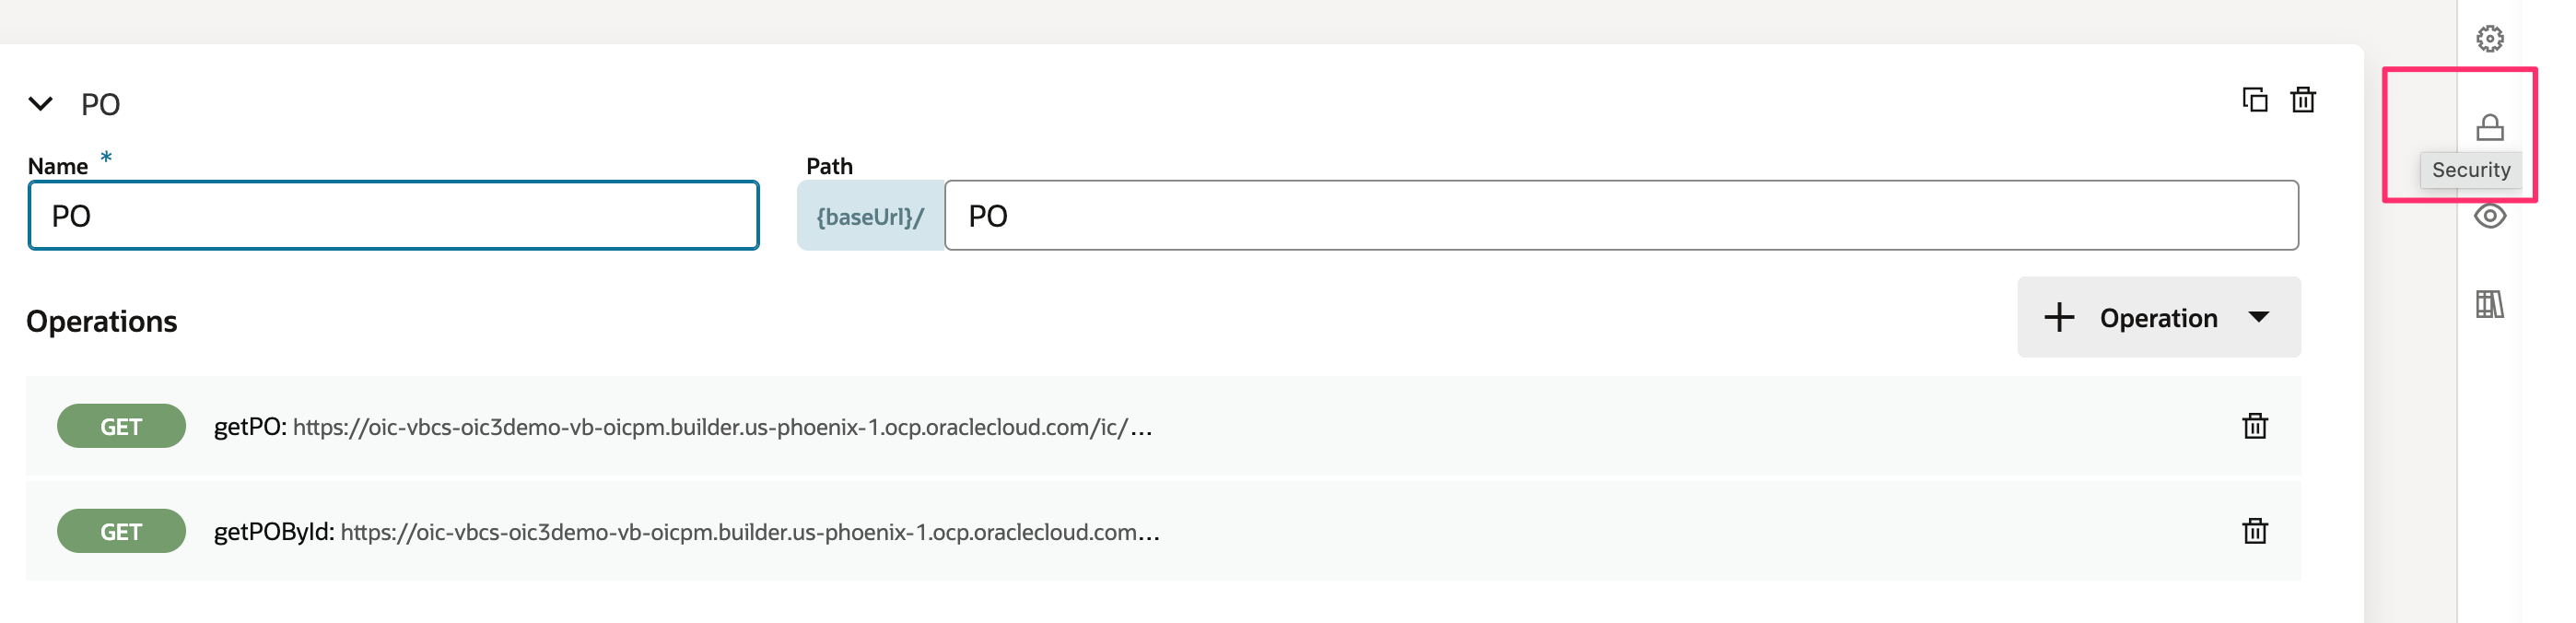 PO
Name *
Path
PO
{baseUrl}/
PO
Security
Operations
Operation
GET
getPO: https://oic-vbcs-oic3demo-vb-oicpm.builder.us-phoenix-1.ocp.oraclecloud.com/ic/...
GET
getPOById: https://oic-vbcs-oic3demo-vb-oicpm.builder.us-phoenix-1.ocp.oraclecloud.com...